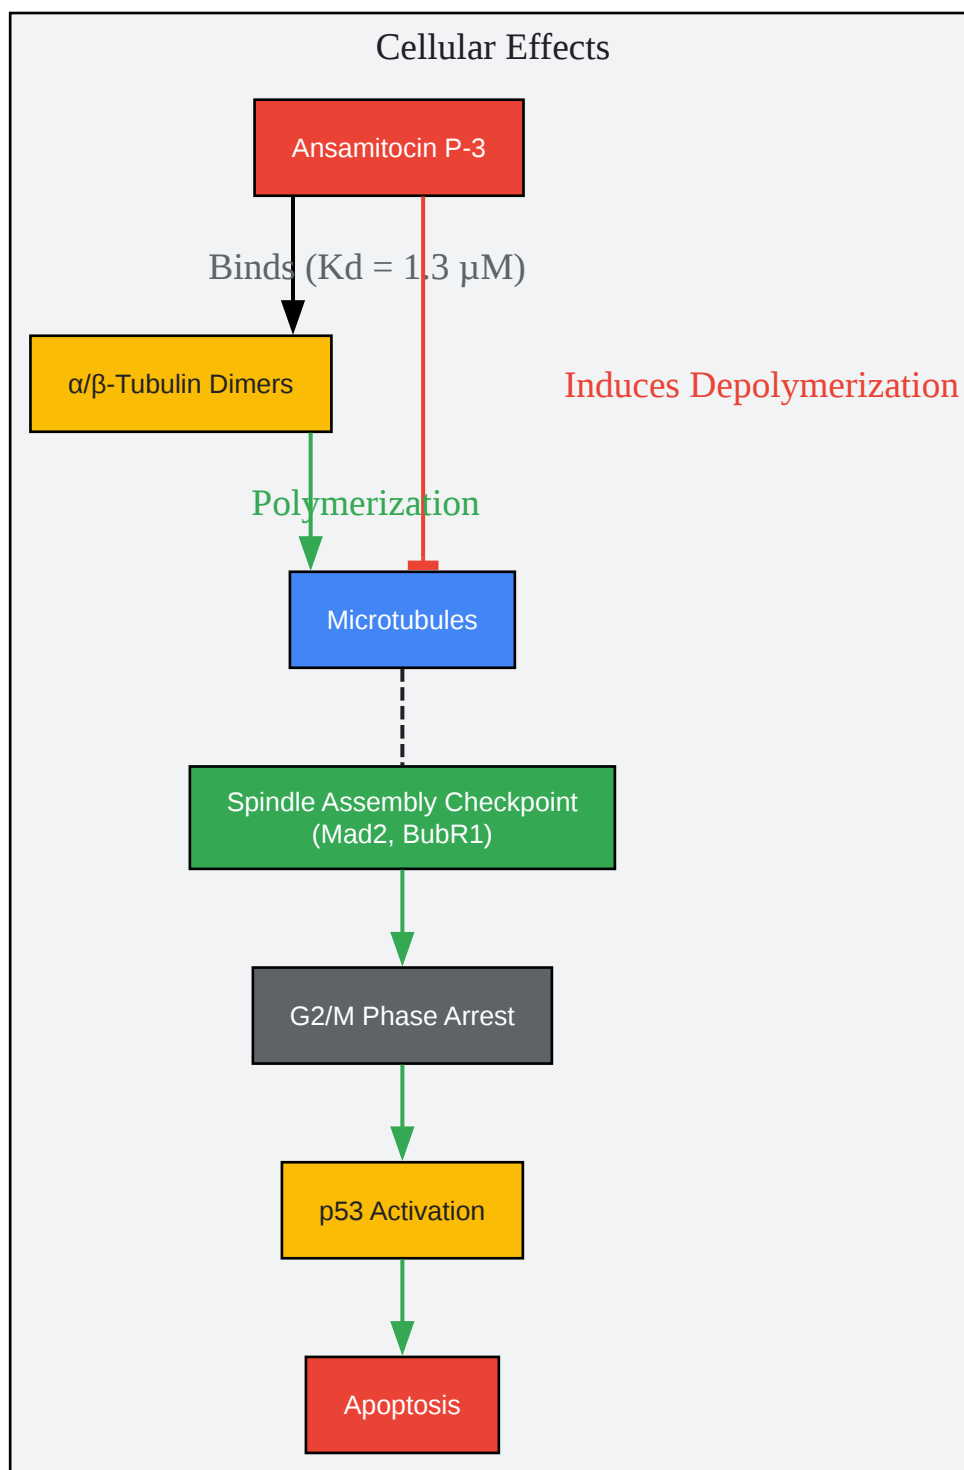 Cellular Effects
Ansamitocin P-3
Binds (Kd = 1.3 µM)
α/β-Tubulin Dimers
Induces Depolymerization
Polymerization
Microtubules
Spindle Assembly Checkpoint
(Mad2, BubR1)
G2/M Phase Arrest
p53 Activation
Apoptosis